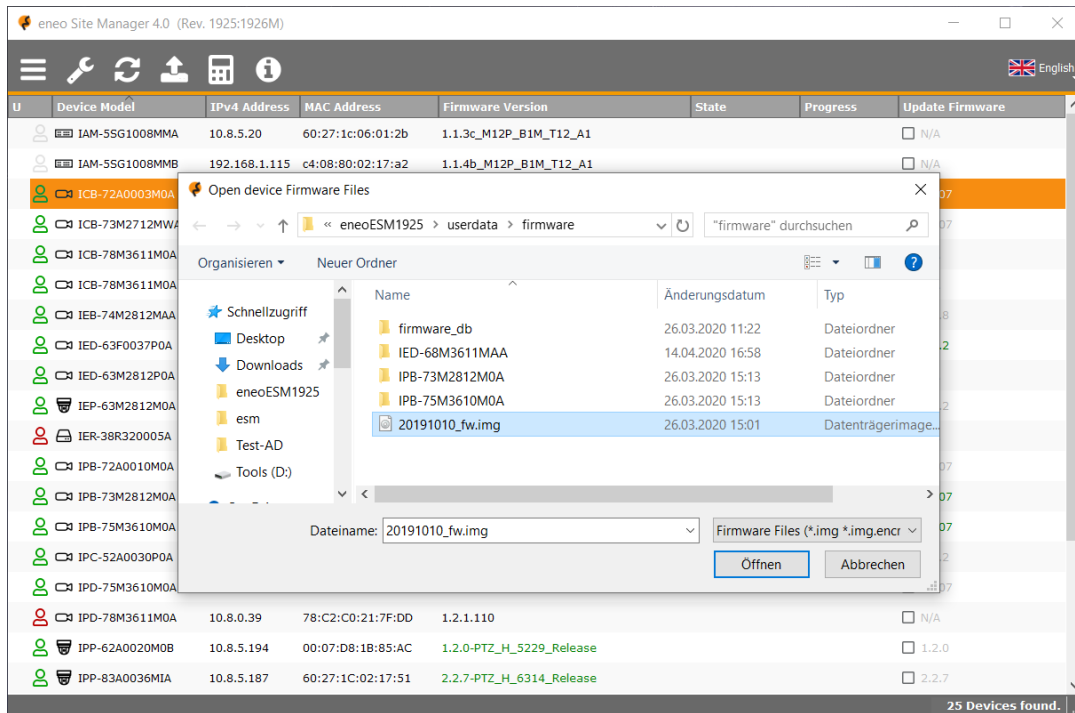 eneo Site Manager 4.0 (Rev. 1925:1926M)
English
U Device Model IPv4 Address MAC Address Firmware Version State Progress Update Firmware
IAM-5SG1008MMA 10.8.5.20 60:27:1c:06:01:2b 1.1.3c_M12P_B1M_T12_A1 N/A
IAM-5SG1008MMB 192.168.1.115 c4:08:80:02:17:a2 1.1.4b_M12P_B1M_T12_A1 N/A
ICB-72A0003M0A 07
ICB-73M2712MWA 07
ICB-78M3611M0A
ICB-78M3611M0A
IEB-74M2812MAA 8
IED-63F0037P0A .2
IED-63M2812P0A
IEP-63M2812M0A .2
IER-38R320005A
IPB-72A0010M0A 07
IPB-73M2812M0A 07
IPB-75M3610M0A 07
IPC-52A0030P0A .2
IPD-75M3610M0A 07
IPD-78M3611M0A 10.8.0.39 78:C2:C0:21:7F:DD 1.2.1.110 N/A
IPP-62A0020M0B 10.8.5.194 00:07:D8:1B:85:AC 1.2.0-PTZ_H_5229_Release 1.2.0
IPP-83A0036MIA 10.8.5.187 60:27:1C:02:17:51 2.2.7-PTZ_H_6314_Release 2.2.7
25 Devices found.
Open device Firmware Files
« eneoESM1925 > userdata > firmware
"firmware" durchsuchen
Organisieren Neuer Ordner
Schnellzugriff
Desktop
Downloads
eneoESM1925
esm
Test-AD
Tools (D:)
Name Änderungsdatum Typ
firmware_db 26.03.2020 11:22 Dateiordner
IED-68M3611MAA 14.04.2020 16:58 Dateiordner
IPB-73M2812M0A 26.03.2020 15:13 Dateiordner
IPB-75M3610M0A 26.03.2020 15:13 Dateiordner
20191010_fw.img 26.03.2020 15:01 Datenträgerimage...
Dateiname: 20191010_fw.img Firmware Files (*.img *.img.encr
Öffnen Abbrechen